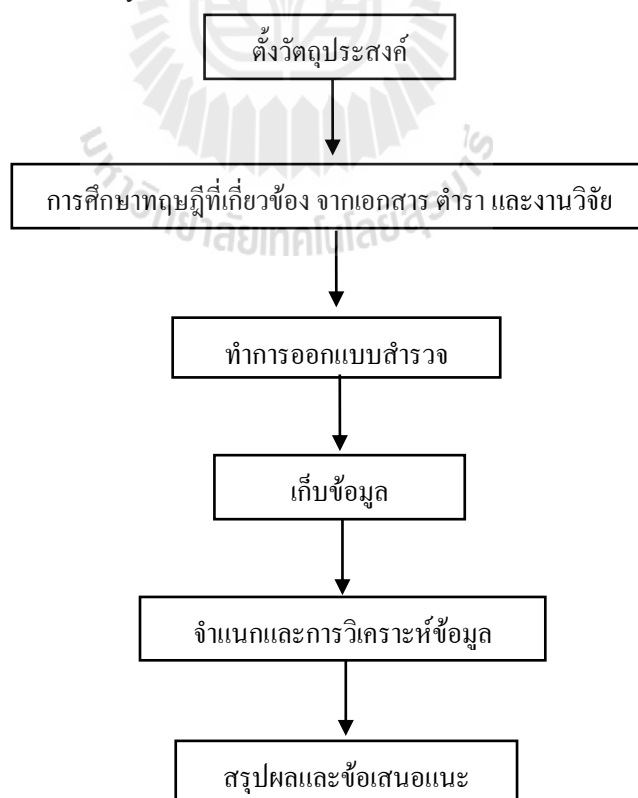 ตั้งวัตถุประสงค์
การศึกษาทฤษฎีที่เกี่ยวข้อง จากเอกสาร ตำรา และงานวิจัย
ทำการออกแบบสำรวจ
เก็บข้อมูล
จำแนกและการวิเคราะห์ข้อมูล
สรุปผลและข้อเสนอแนะ